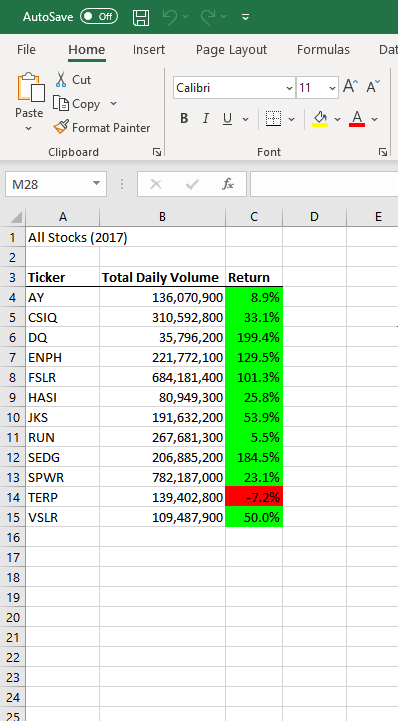 AutoSave Off
File Home Insert Page Layout Formulas Dat
Paste
Cut
Copy
Format Painter
Calibri 11 A A
B I U A
Clipboard Font
M28 fx
A B C D E
1 All Stocks (2017)
2
3 Ticker Total Daily Volume Return
4 AY 136,070,900 8.9%
5 CSIQ 310,592,800 33.1%
6 DQ 35,796,200 199.4%
7 ENPH 221,772,100 129.5%
8 FSLR 684,181,400 101.3%
9 HASI 80,949,300 25.8%
10 JKS 191,632,200 53.9%
11 RUN 267,681,300 5.5%
12 SEDG 206,885,200 184.5%
13 SPWR 782,187,000 23.1%
14 TERP 139,402,800 -7.2%
15 VSLR 109,487,900 50.0%
16
17
18
19
20
21
22
23
24
25